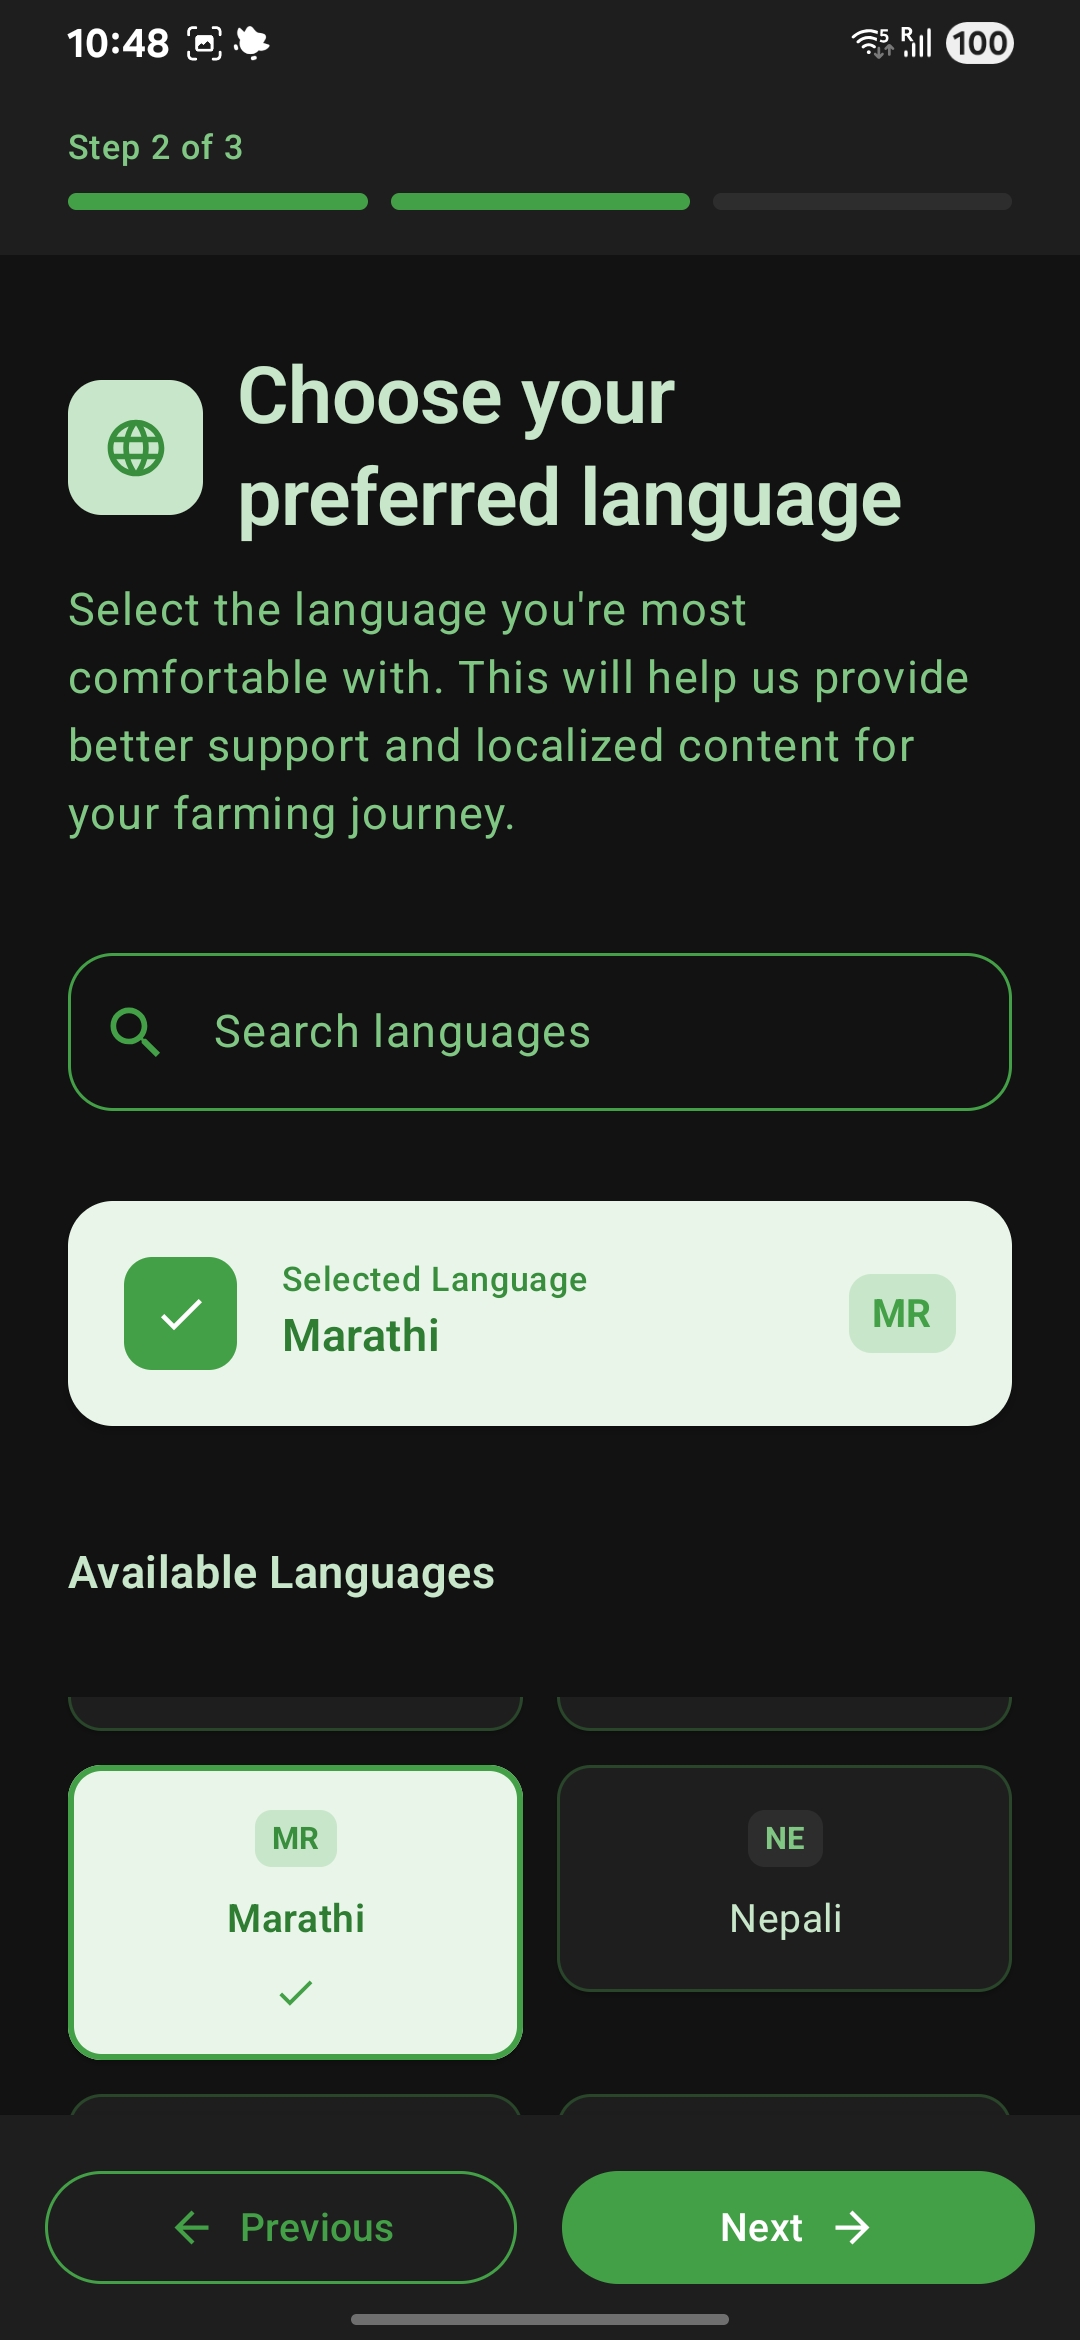 10:48
5 R 100
Step 2 of 3
Choose your
preferred language
Select the language you're most
comfortable with. This will help us provide
better support and localized content for
your farming journey.
Search languages
Selected Language
Marathi
MR
Available Languages
MR
Marathi
NE
Nepali
Previous
Next